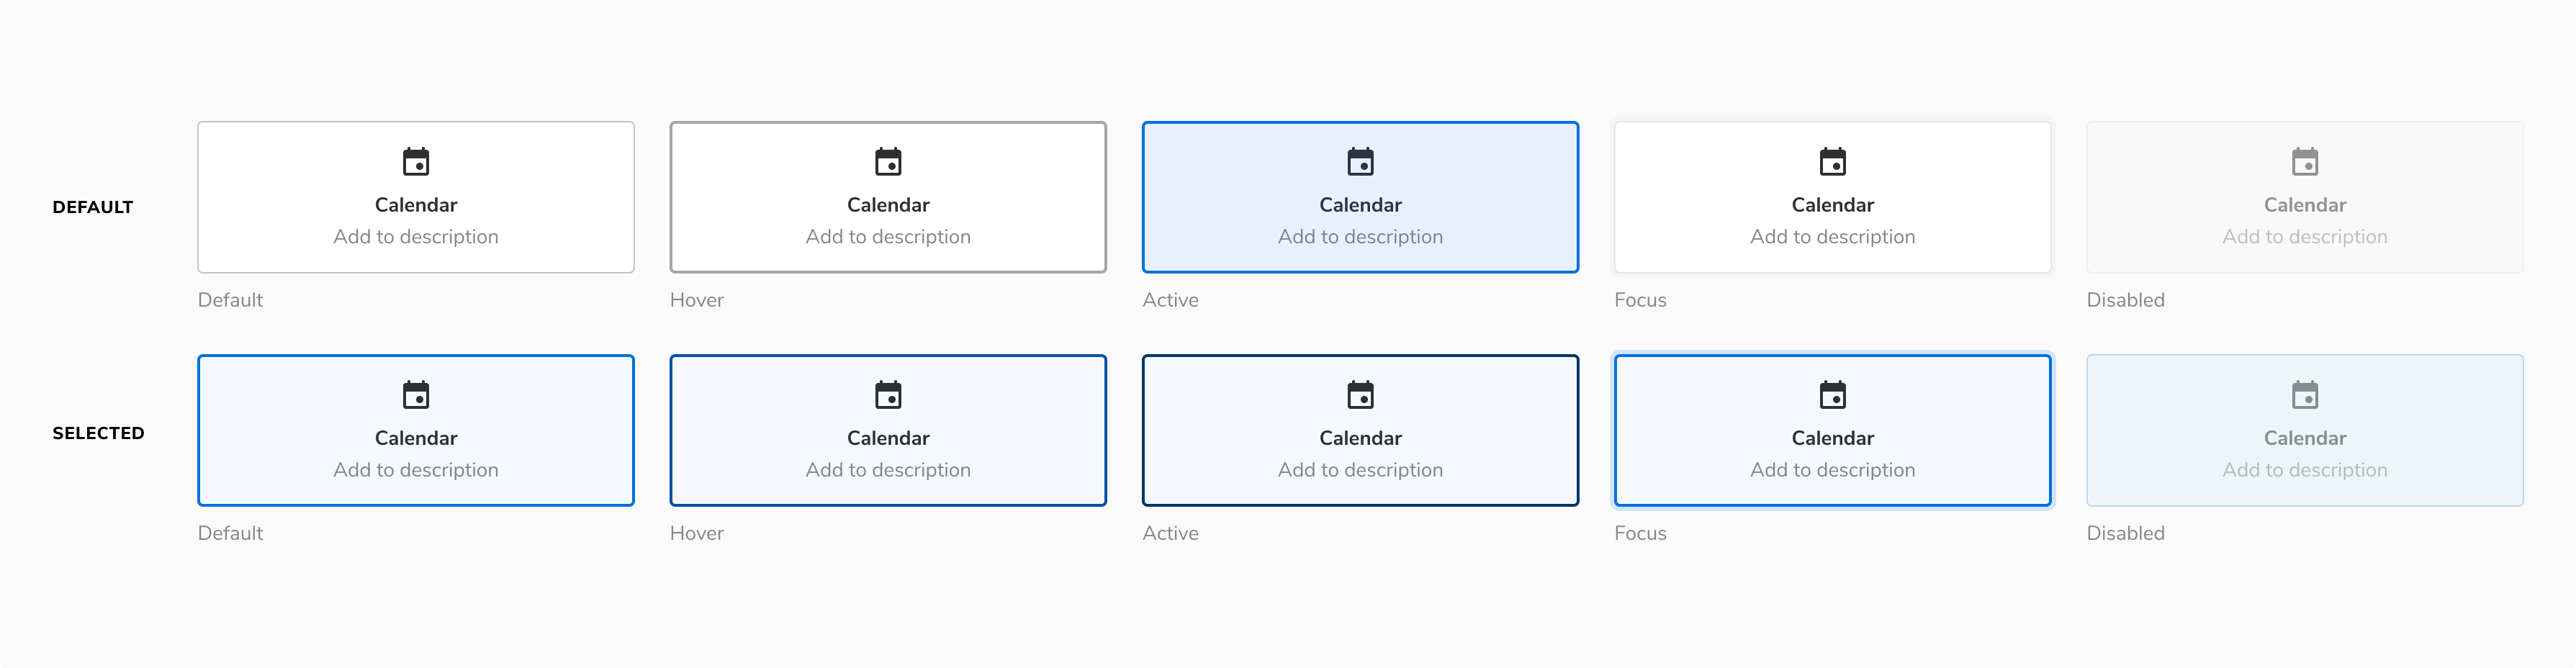 DEFAULT
Calendar
Add to description
Default
Calendar
Add to description
Hover
Calendar
Add to description
Active
Calendar
Add to description
Focus
Calendar
Add to description
Disabled
SELECTED
Calendar
Add to description
Default
Calendar
Add to description
Hover
Calendar
Add to description
Active
Calendar
Add to description
Focus
Calendar
Add to description
Disabled